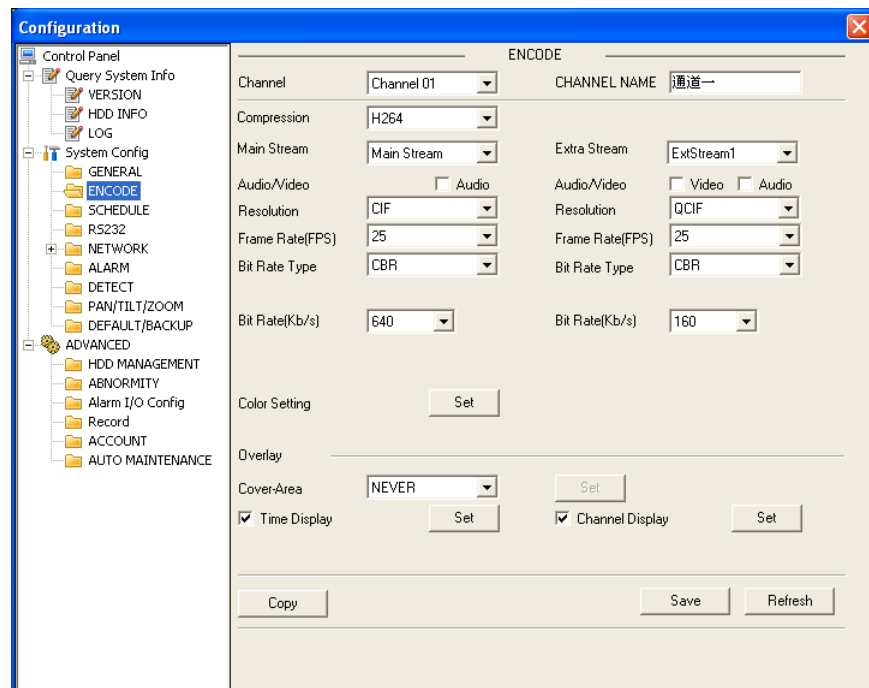 Configuration
Control Panel
Query System Info
VERSION
HDD INFO
LOG
System Config
GENERAL
ENCODE
SCHEDULE
RS232
NETWORK
ALARM
DETECT
PAN/TILT/ZOOM
DEFAULT/BACKUP
ADVANCED
HDD MANAGEMENT
ABNORMITY
Alarm I/O Config
Record
ACCOUNT
AUTO MAINTENANCE
ENCODE
Channel Channel 01 CHANNEL NAME 通道一
Compression H264
Main Stream Main Stream Extra Stream ExtStream1
Audio/Video Audio Audio/Video Video Audio
Resolution CIF Resolution QCIF
Frame Rate(FPS) 25 Frame Rate(FPS) 25
Bit Rate Type CBR Bit Rate Type CBR
Bit Rate(Kb/s) 640 Bit Rate(Kb/s) 160
Color Setting Set
Overlay
Cover-Area NEVER Set
Time Display Set Channel Display Set
Copy Save Refresh